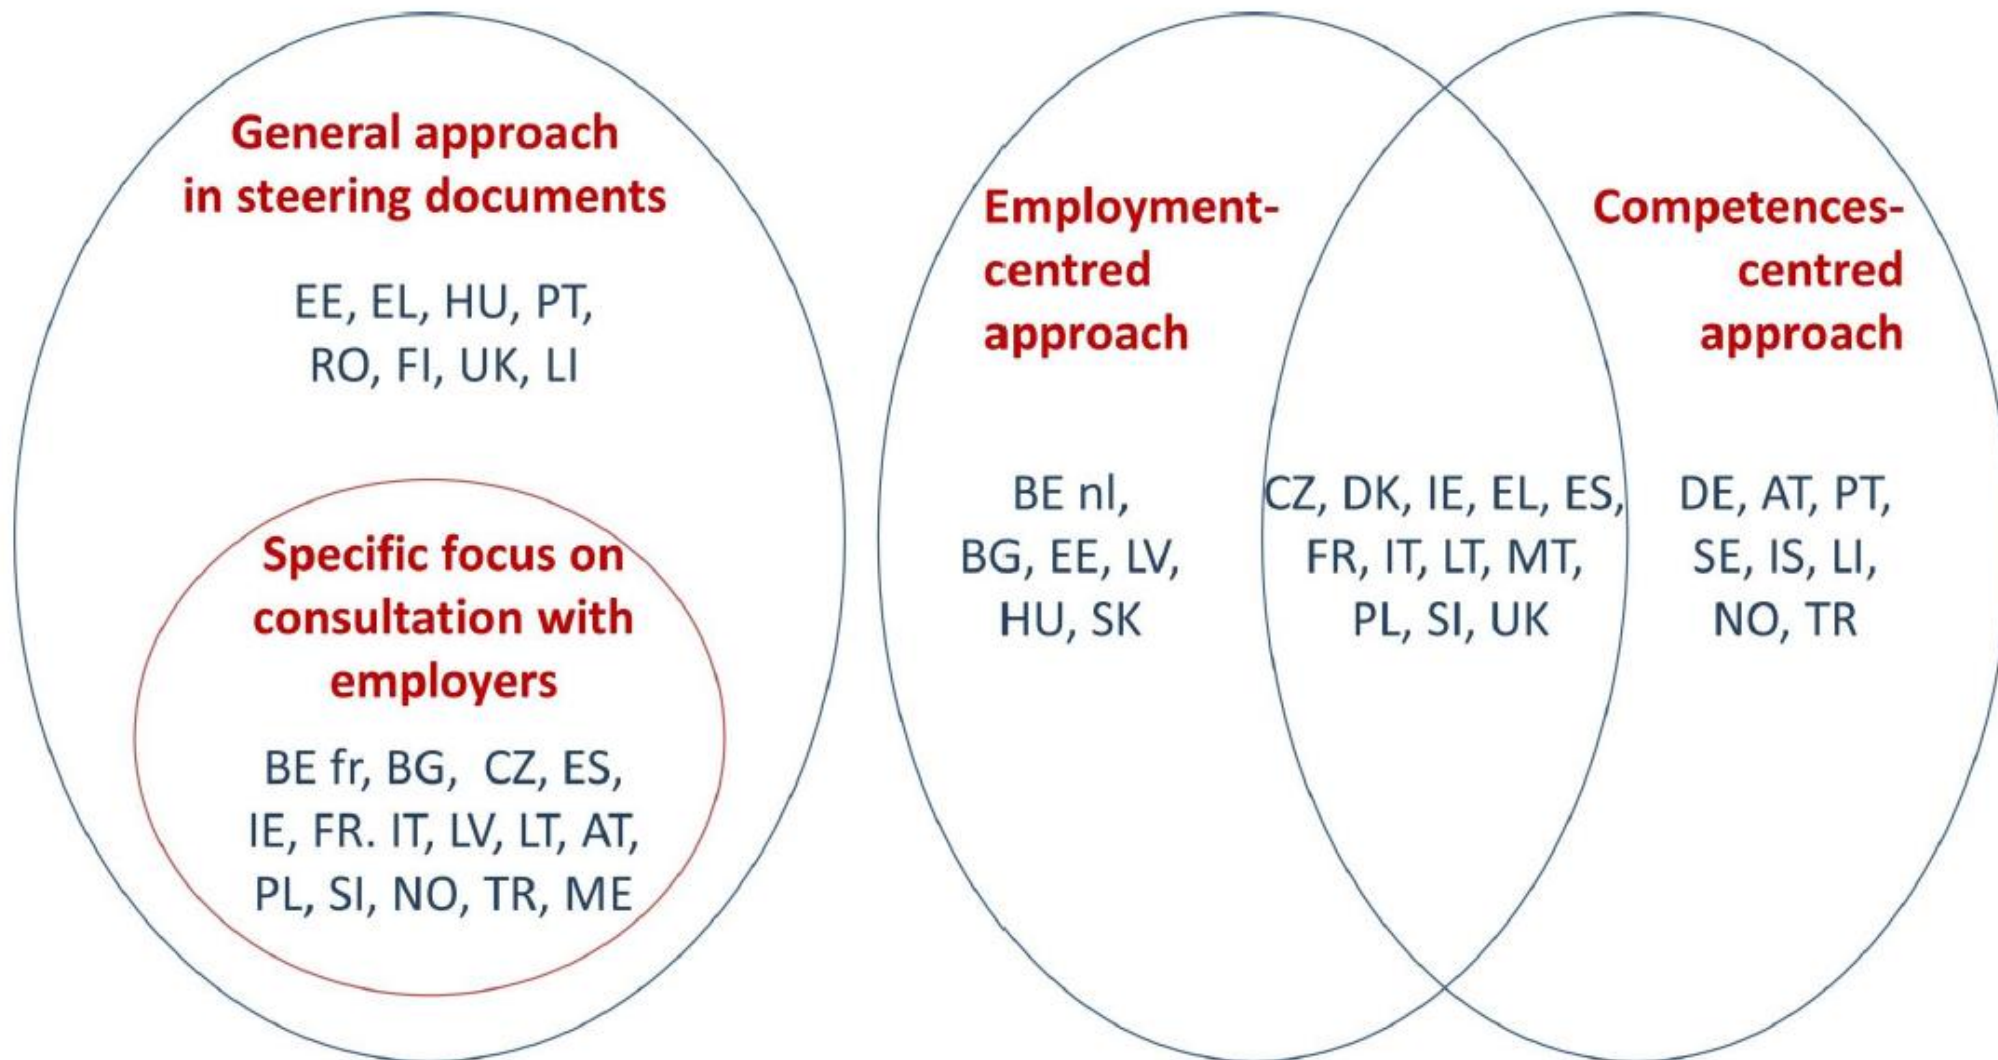 General approach
in steering documents
EE, EL, HU, PT,
RO, FI, UK, LI
Specific focus on
consultation with
employers
BE fr, BG,  CZ, ES,
IE, FR. IT, LV, LT, AT,
PL, SI, NO, TR, ME
Employment-
centred
approach
BE nl,
BG, EE, LV,
HU, SK
CZ, DK, IE, EL, ES,
FR, IT, LT, MT,
PL, SI, UK
Competences-
centred
approach
DE, AT, PT,
SE, IS, LI,
NO, TR